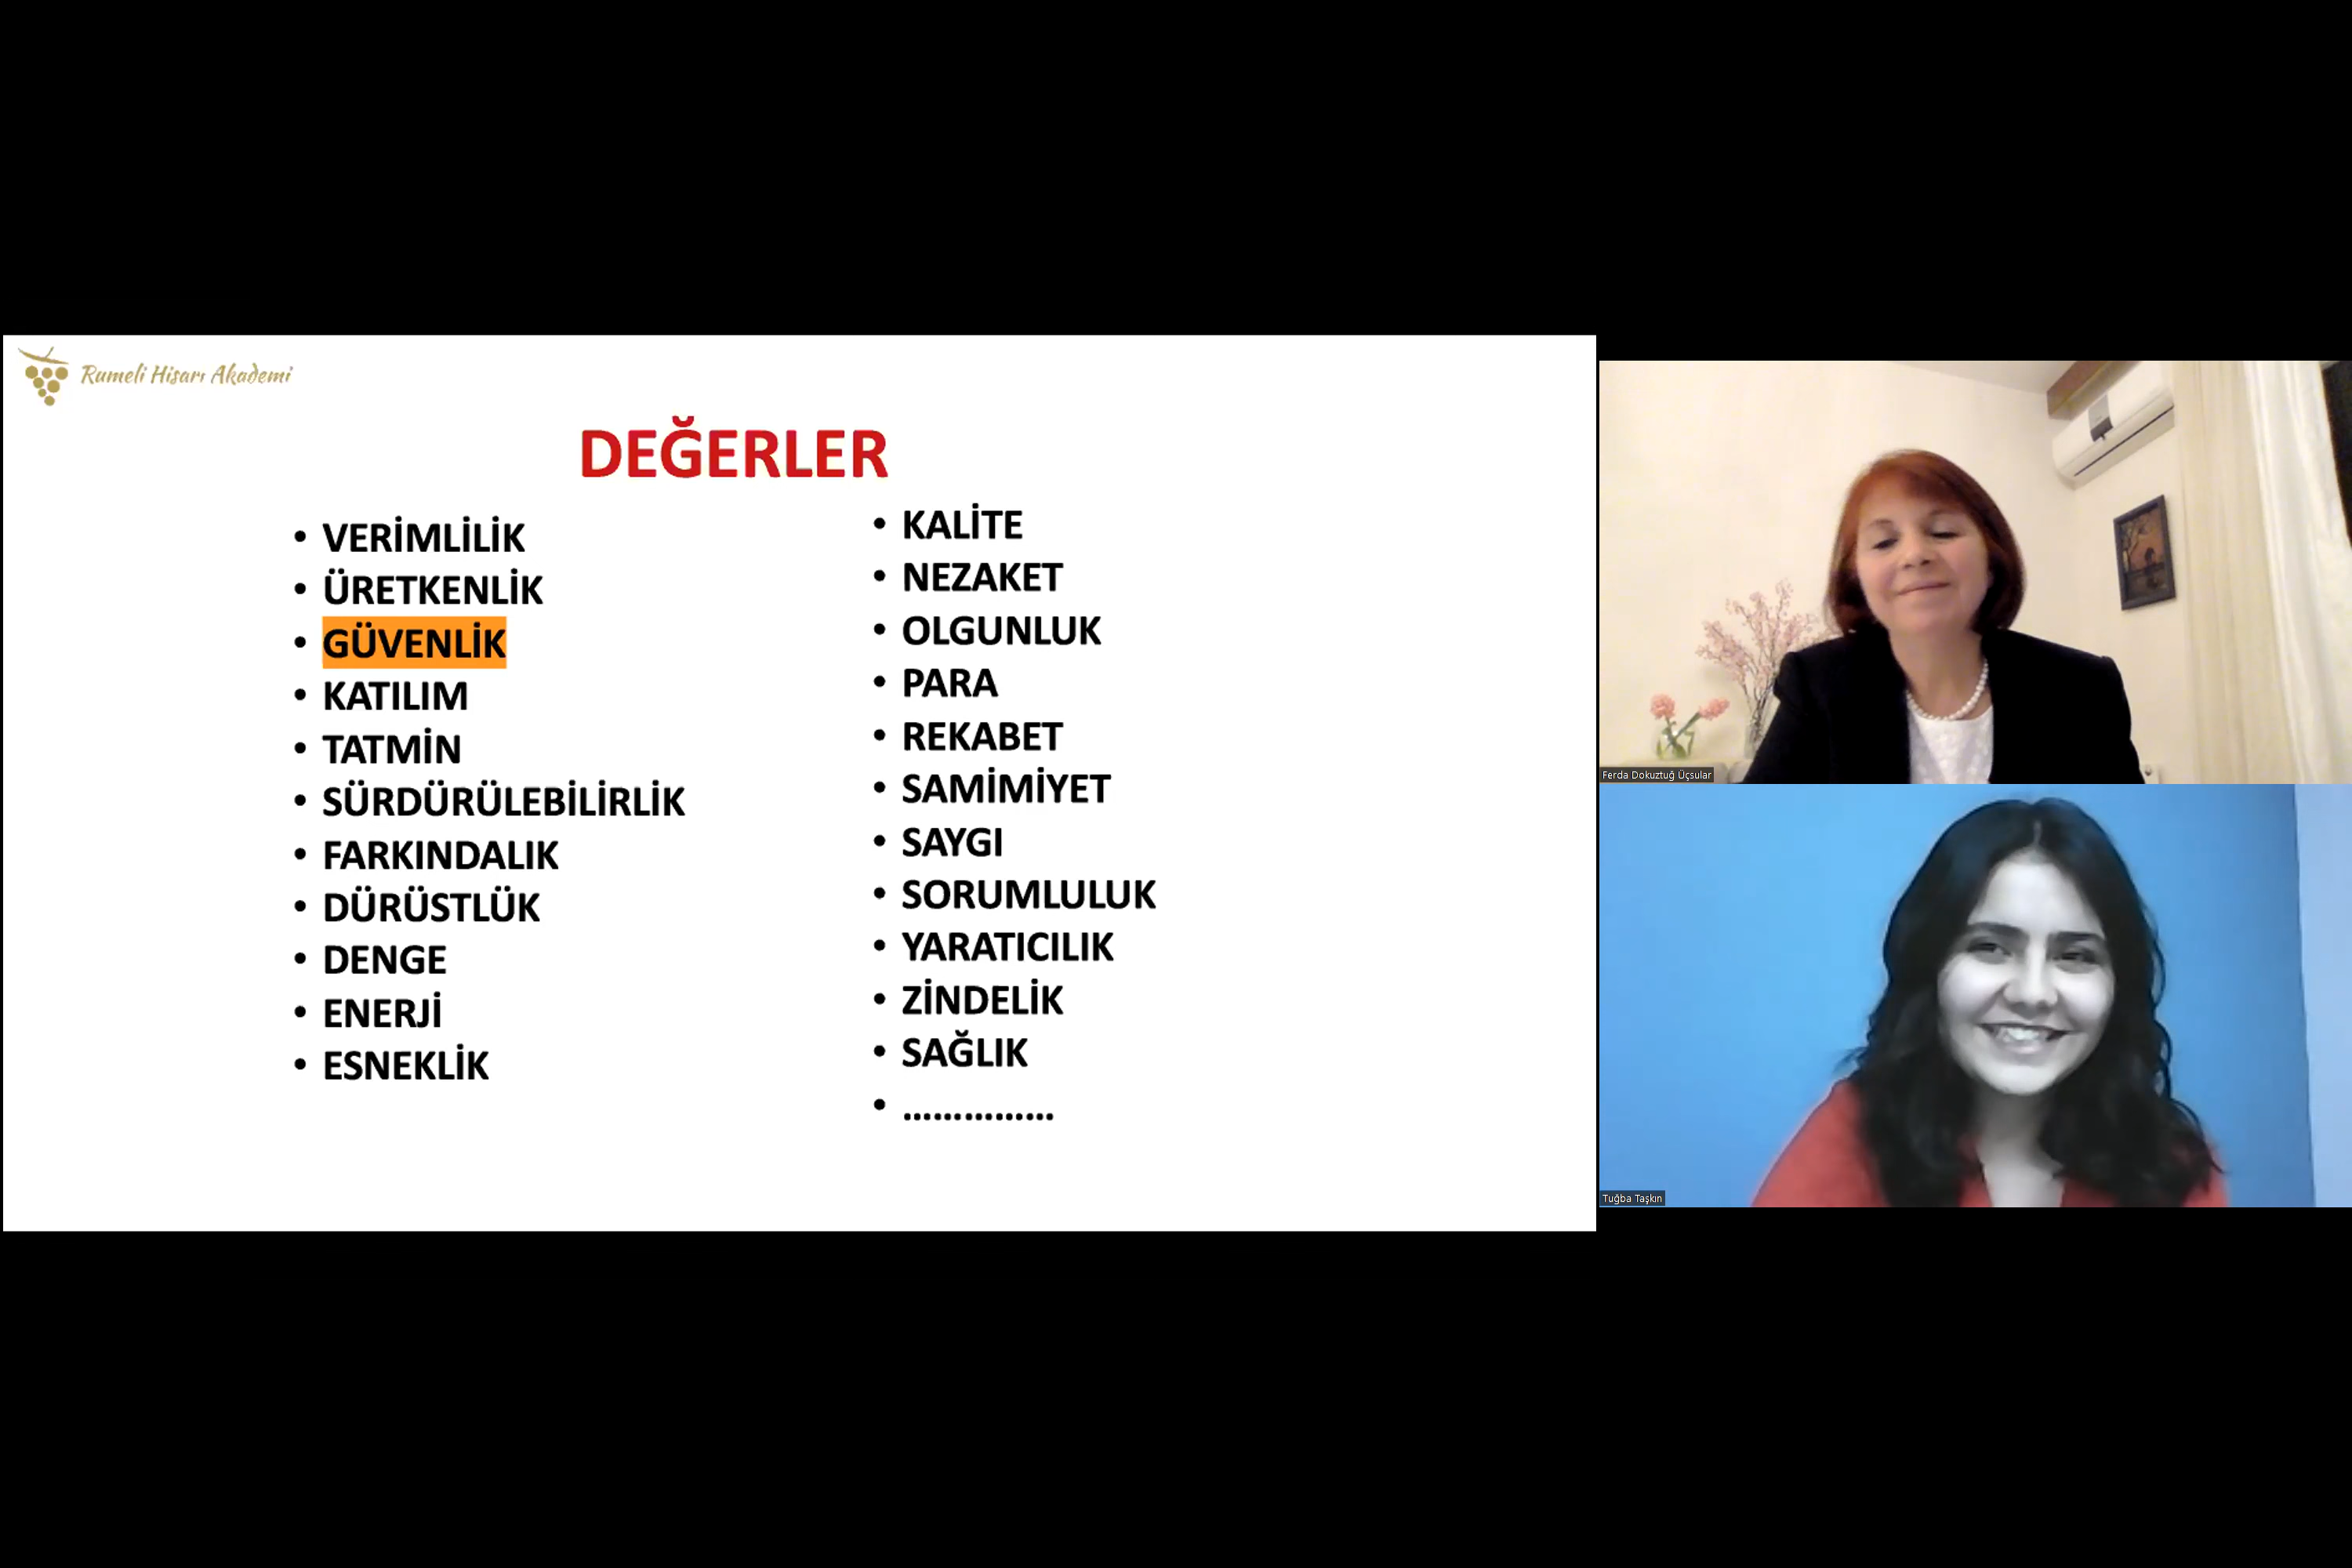 Rumeli Hisarı Akademi
DEĞERLER
• VERİMLİLİK
• ÜRETKENLİK
• GÜVENLİK
• KATILIM
• TATMİN
• SÜRDÜRÜLEBİLİRLİK
• FARKINDALIK
• DÜRÜSTLÜK
• DENGE
• ENERJİ
• ESNEKLİK
• KALİTE
• NEZAKET
• OLGUNLUK
• PARA
• REKABET
• SAMİMİYET
• SAYGI
• SORUMLULUK
• YARATICILIK
• ZİNDELİK
• SAĞLIK
• ...............
Ferda Dokuztuğ Üçsular
Tuğba Taşkın